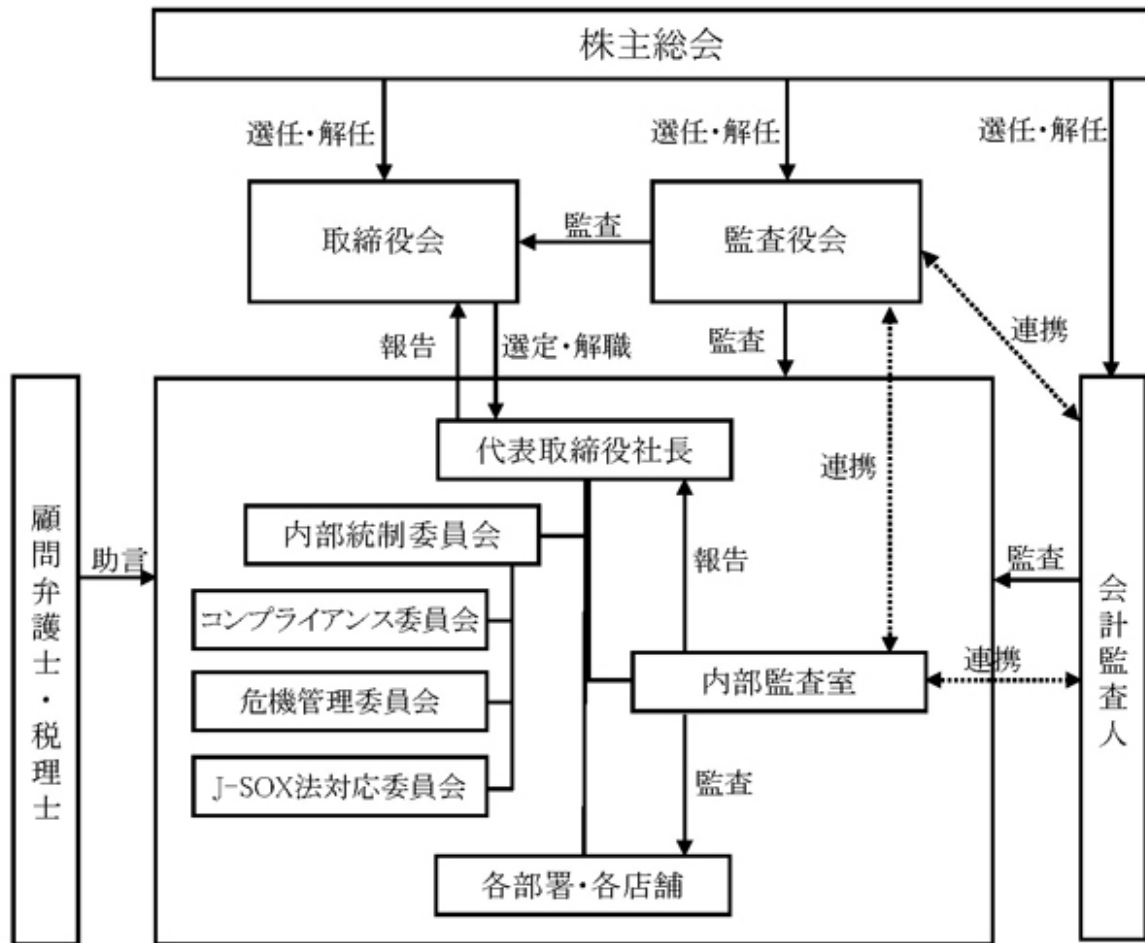 株主総会
選任・解任
選任・解任
選任・解任
取締役会
監査
監査役会
報告
選定・解職
監査
連携
代表取締役社長
連携
顧問弁護士・税理士
助言
内部統制委員会
報告
監査
会計監査人
コンプライアンス委員会
内部監査室
連携
危機管理委員会
J-SOX法対応委員会
監査
各部署・各店舗